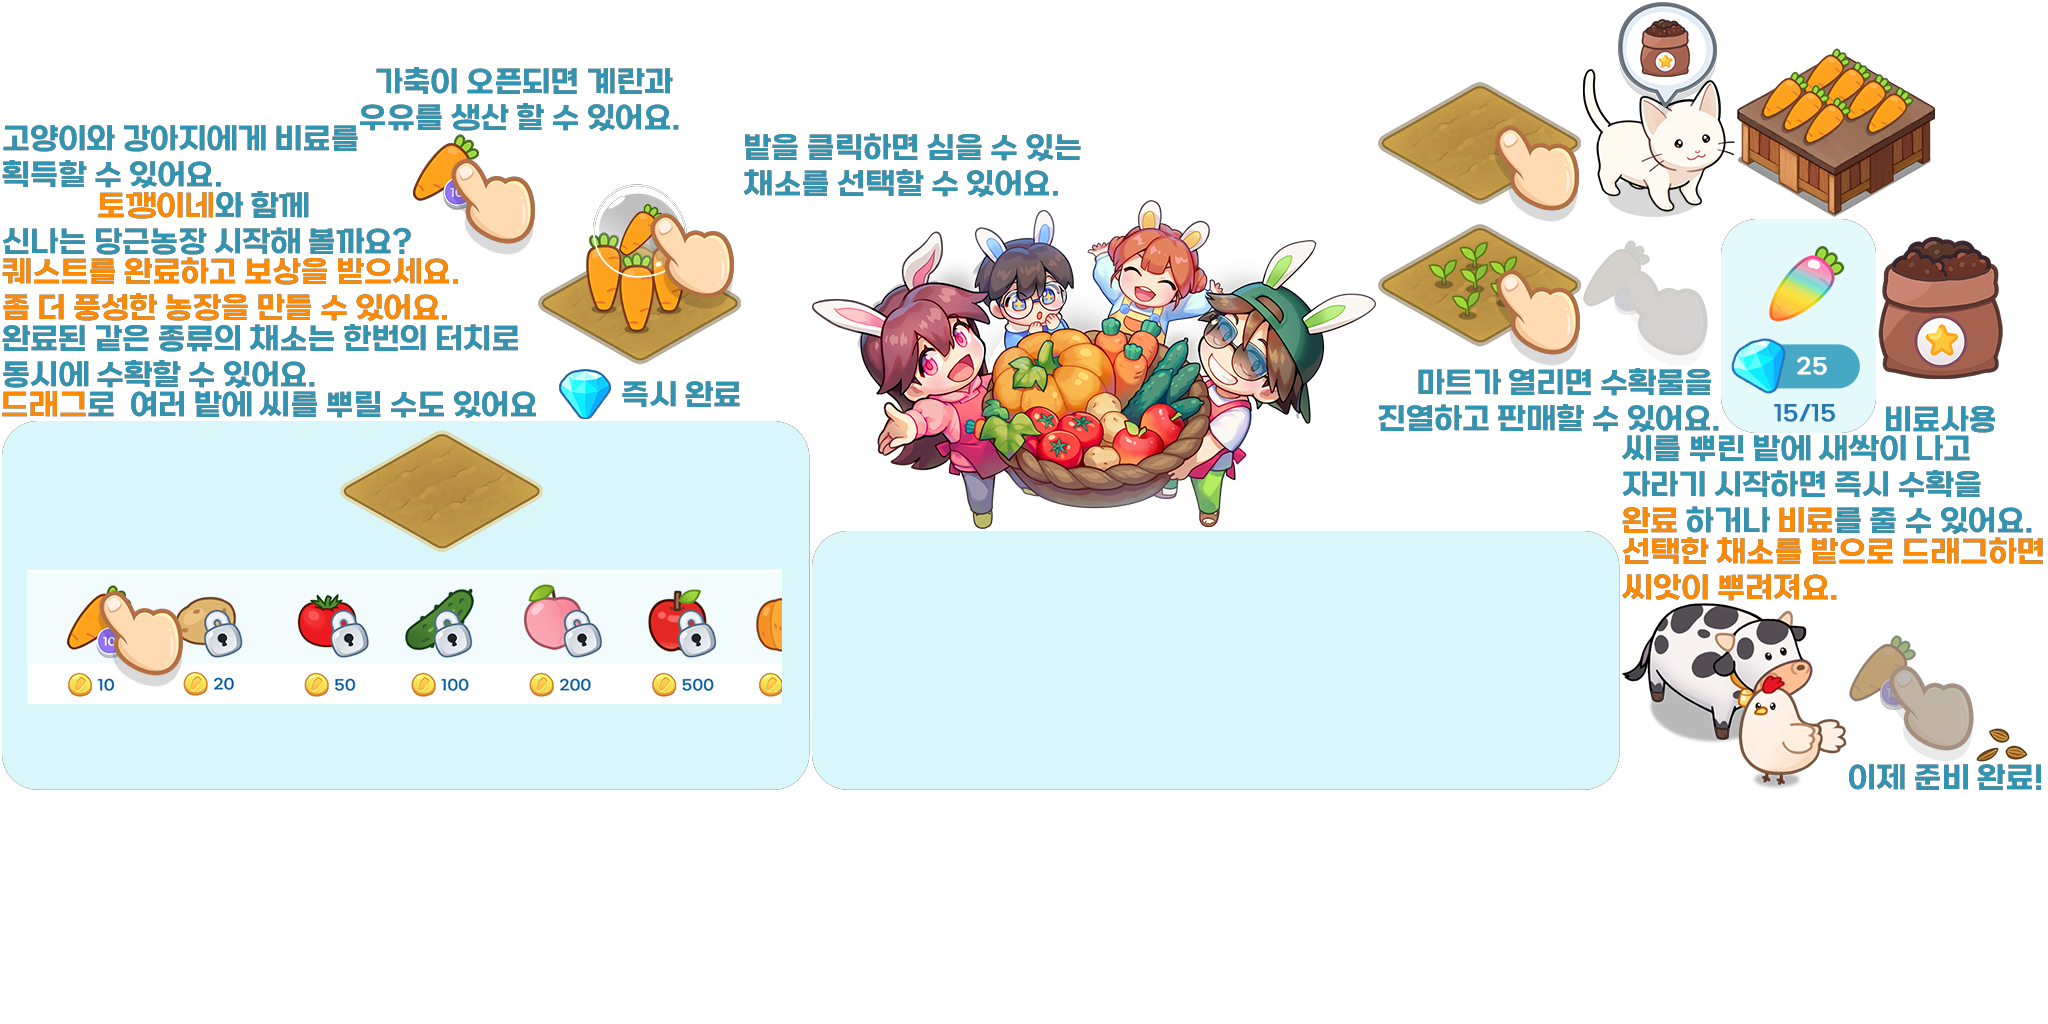 가축이 오픈되면 계란과
우유를 생산 할 수 있어요.
고양이와 강아지에게 비료를
획득할 수 있어요.
토깽이네와 함께
신나는 당근농장 시작해 볼까요?
퀘스트를 완료하고 보상을 받으세요.
좀 더 풍성한 농장을 만들 수 있어요.
완료된 같은 종류의 채소는 한번의 터치로
동시에 수확할 수 있어요.
드래그로 여러 밭에 씨를 뿌릴 수도 있어요
즉시 완료
밭을 클릭하면 심을 수 있는
채소를 선택할 수 있어요.
10
10 20 50 100 200 500
마트가 열리면 수확물을
진열하고 판매할 수 있어요.
25
15/15
비료사용
씨를 뿌린 밭에 새싹이 나고
자라기 시작하면 즉시 수확을
완료 하거나 비료를 줄 수 있어요.
선택한 채소를 밭으로 드래그하면
씨앗이 뿌려져요.
이제 준비 완료!